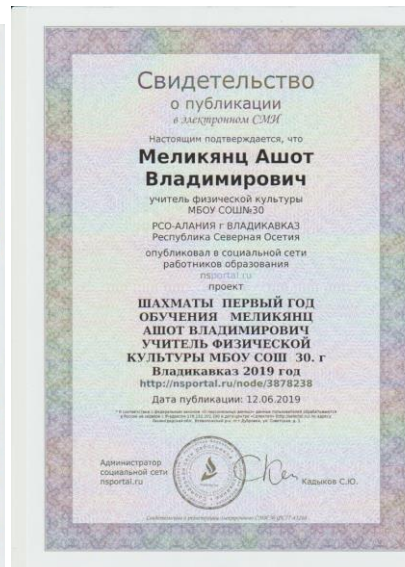 Свидетельство
о публикации
в электронном СМИ
Настоящим подтверждается, что
Меликянц Ашот
Владимирович
учитель физической культуры
МБОУ СОШ№30
РСО-АЛАНИЯ г ВЛАДИКАВКАЗ
Республика Северная Осетия
опубликовал в социальной сети
работников образования
nsportal.ru
проект
ШАХМАТЫ ПЕРВЫЙ ГОД
ОБУЧЕНИЯ МЕЛИКЯНЦ
АШОТ ВЛАДИМИРОВИЧ
УЧИТЕЛЬ ФИЗИЧЕСКОЙ
КУЛЬТУРЫ МБОУ СОШ 30. г
Владикавказ 2019 год
http://nsportal.ru/node/3878238
Дата публикации: 12.06.2019
Администратор
социальной сети
nsportal.ru
Кадыков С.Ю.